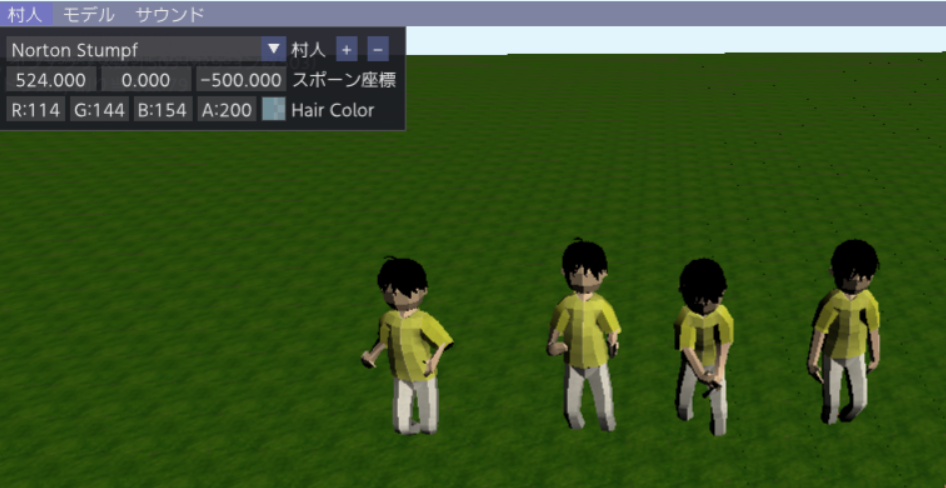 村人 モデル サウンド
Norton Stumpf ▼ 村人 + −
524.000 0.000 −500.000 スポーン座標
R:114 G:144 B:154 A:200 Hair Color